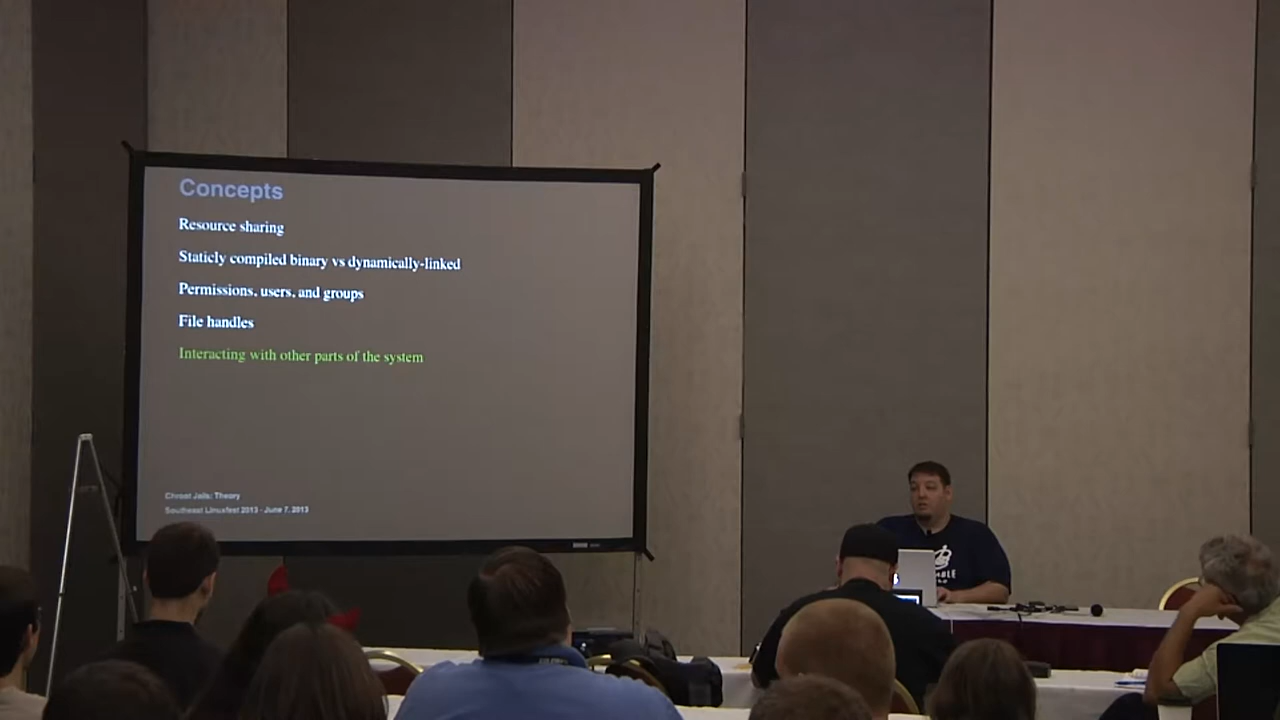 Concepts
Resource sharing
Staticly compiled binary vs dynamically-linked
Permissions, users, and groups
File handles
Interacting with other parts of the system
Chroot Jails: Theory
Southeast Linuxfest 2013 - June 7, 2013